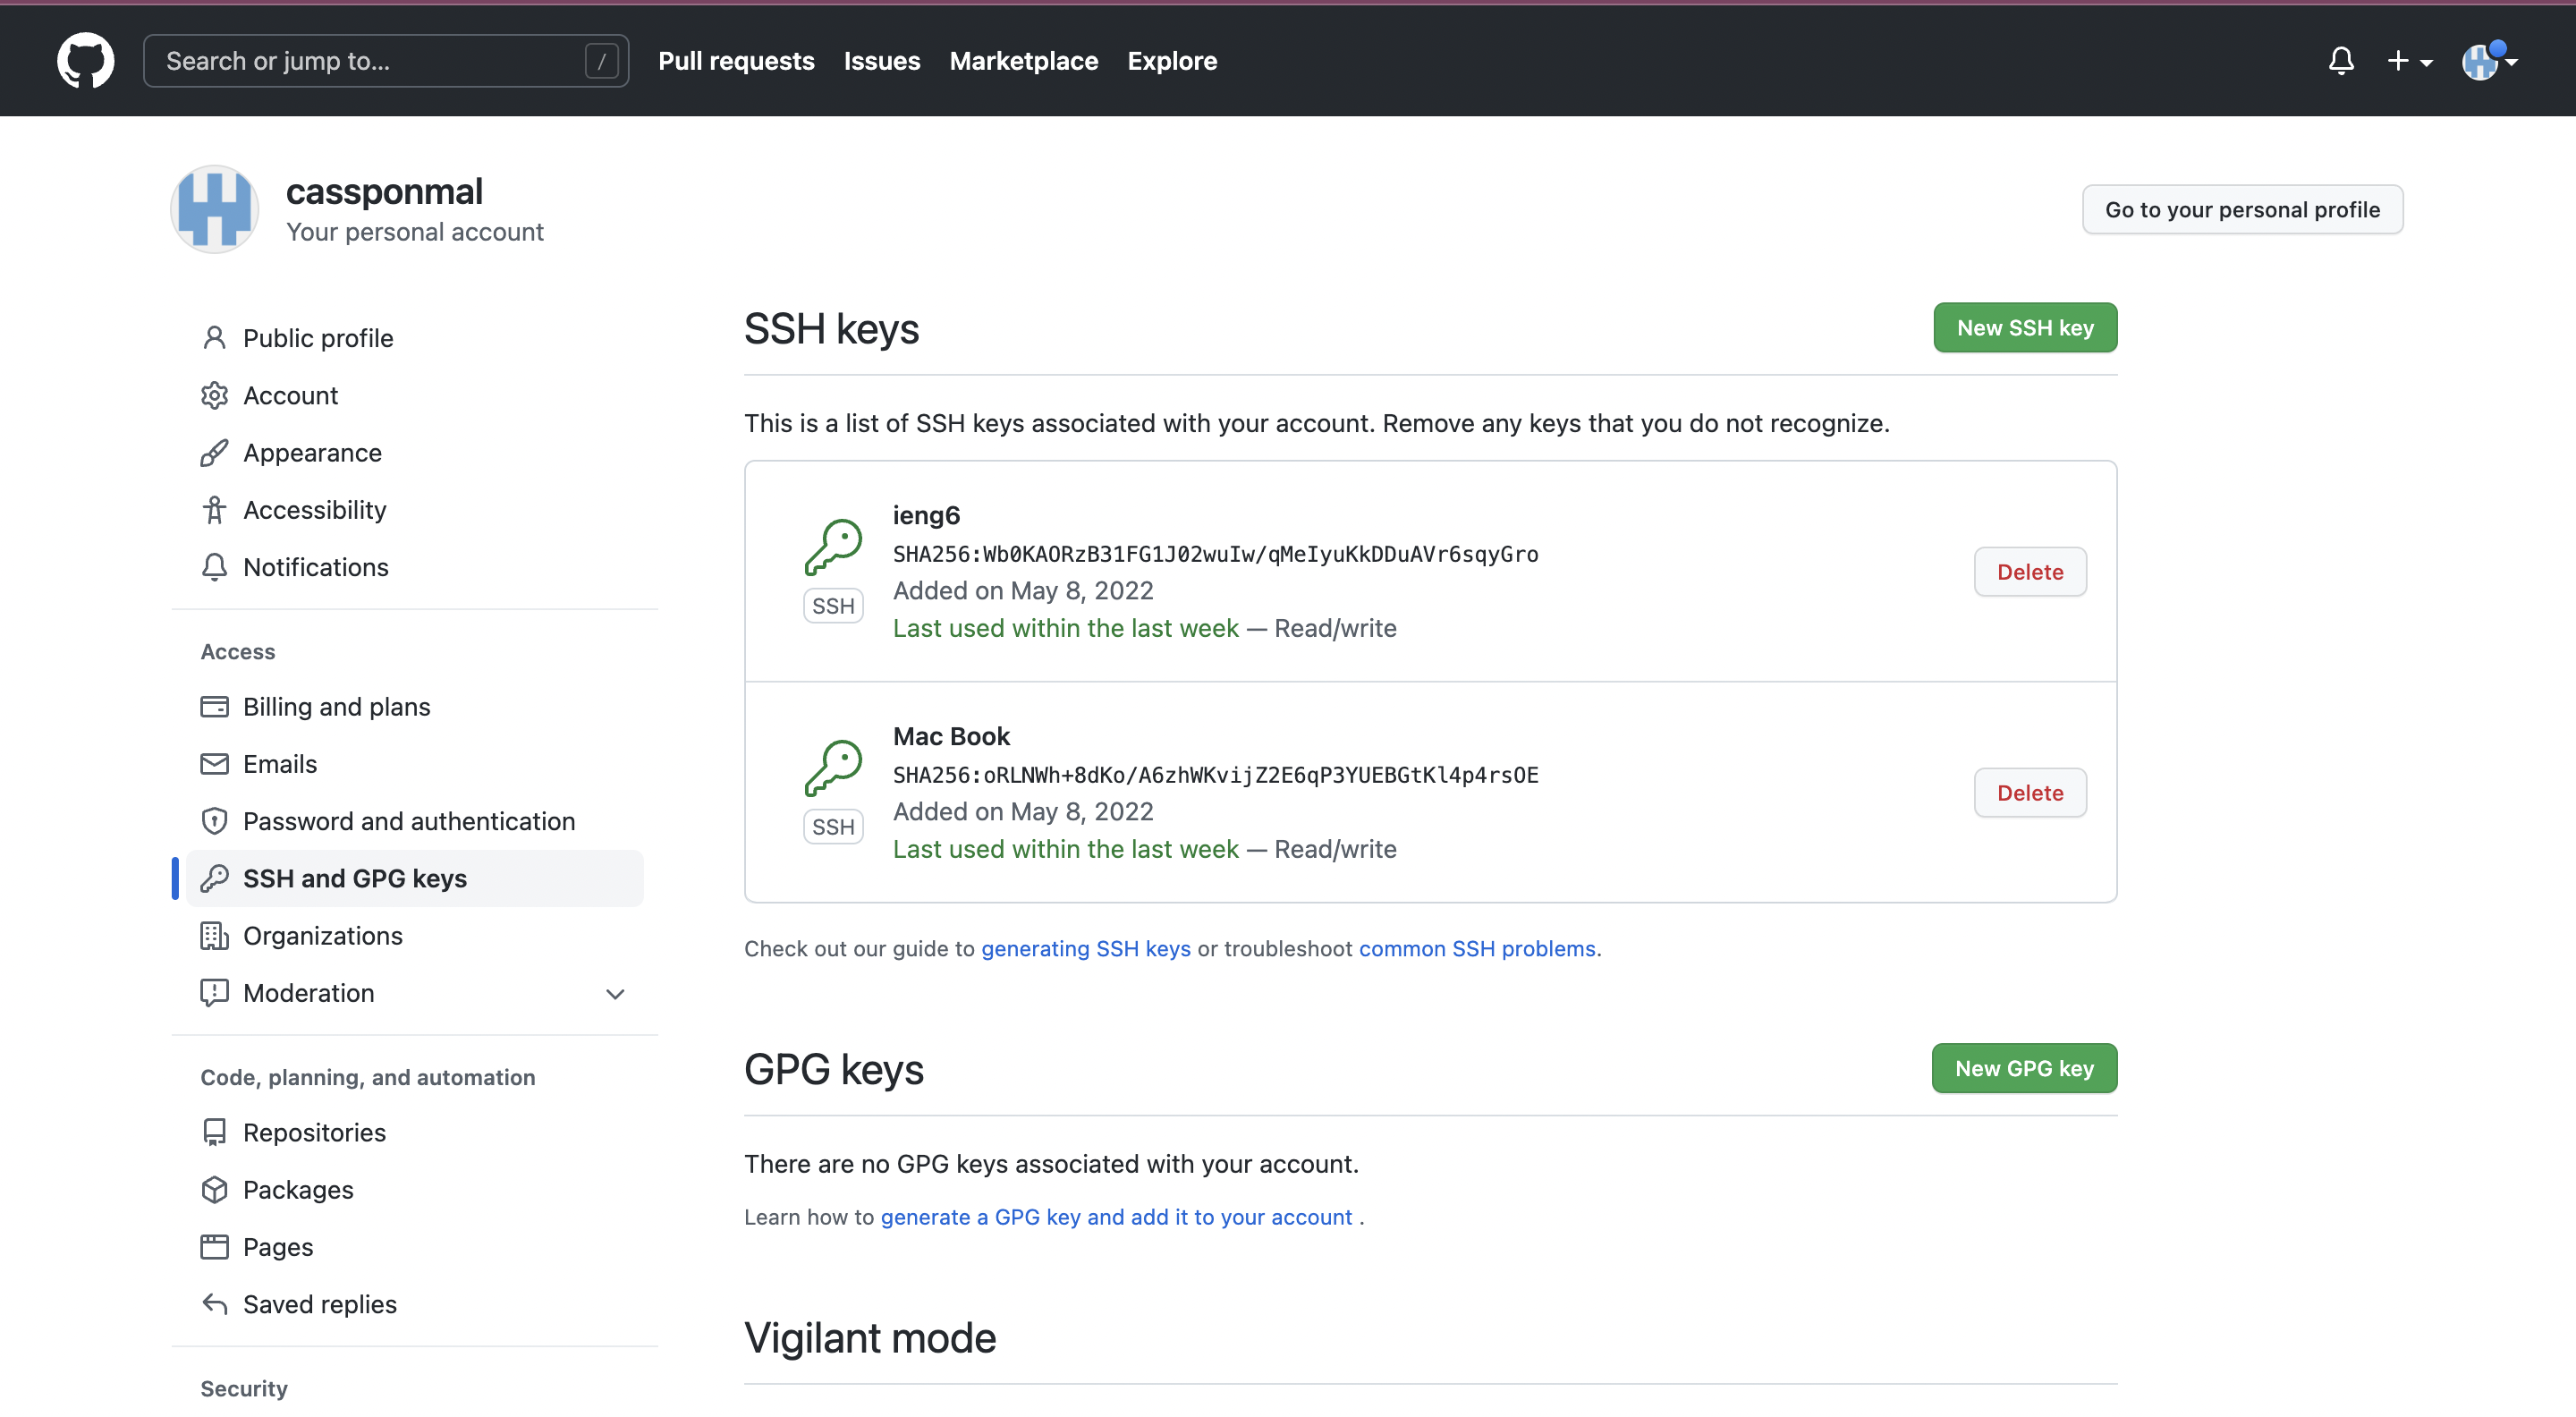 Search or jump to... /
Pull requests Issues Marketplace Explore
cassponmal
Your personal account
Go to your personal profile
Public profile
Account
Appearance
Accessibility
Notifications
Access
Billing and plans
Emails
Password and authentication
SSH and GPG keys
Organizations
Moderation
Code, planning, and automation
Repositories
Packages
Pages
Saved replies
Security
SSH keys
New SSH key
This is a list of SSH keys associated with your account. Remove any keys that you do not recognize.
ieng6
SHA256:Wb0KAORzB31FG1J02wuIw/qMeIyuKkDDuAVr6sqyGro
Added on May 8, 2022
Last used within the last week — Read/write
SSH
Delete
Mac Book
SHA256:oRLNWh+8dKo/A6zhWKvijZ2E6qP3YUEBGtKl4p4rsOE
Added on May 8, 2022
Last used within the last week — Read/write
SSH
Delete
Check out our guide to generating SSH keys or troubleshoot common SSH problems.
GPG keys
New GPG key
There are no GPG keys associated with your account.
Learn how to generate a GPG key and add it to your account .
Vigilant mode